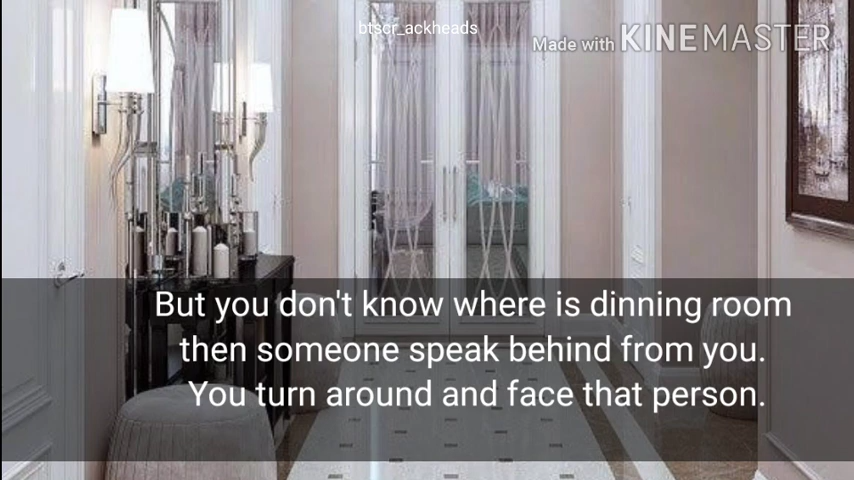 btscr_ackheads
Made with KINEMASTER
But you don't know where is dinning room
then someone speak behind from you.
You turn around and face that person.